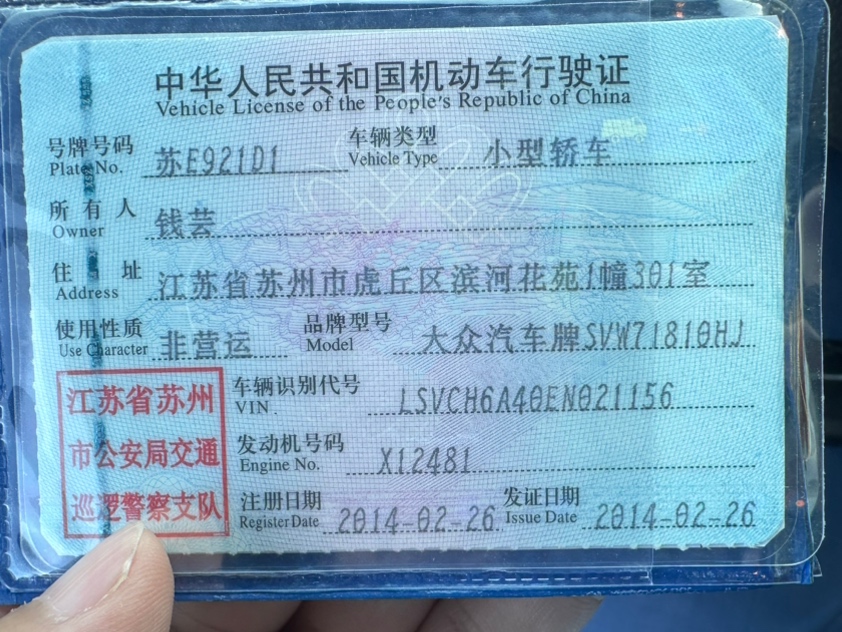 中华人民共和国机动车行驶证
Vehicle License of the People's Republic of China
号牌号码 苏E921D1 车辆类型 小型轿车
Plate No. Vehicle Type
所有人 钱芸
Owner
住址 江苏省苏州市虎丘区滨河花苑1幢301室
Address
使用性质 非营运 品牌型号 大众汽车牌SVW71810HJ
Use Character Model
江苏省苏州
市公安局交通
巡逻警察支队
车辆识别代号 LSVCH6A40EN021156
VIN.
发动机号码 X12481
Engine No.
注册日期 2014-02-26 发证日期 2014-02-26
Register Date Issue Date